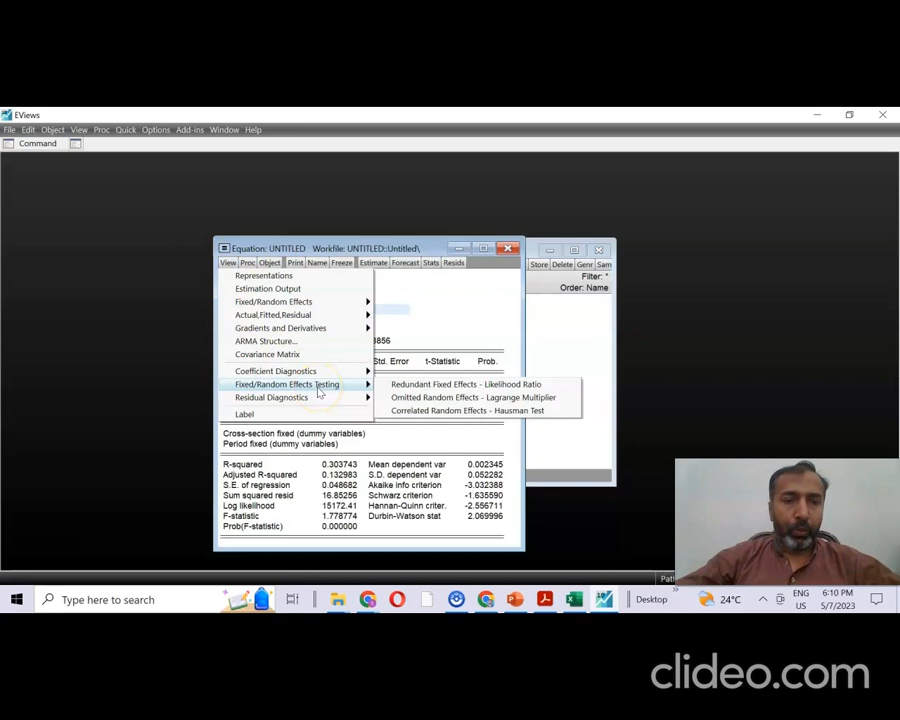 EViews
File Edit Object View Proc Quick Options Add-ins Window Help
Command
Equation: UNTITLED Workfile: UNTITLED::Untitled\
View Proc Object Print Name Freeze Estimate Forecast Stats Resids
Store Delete Genr Sam
Filter: *
Order: Name
Representations
Estimation Output
Fixed/Random Effects
Actual,Fitted,Residual
Gradients and Derivatives
ARMA Structure...
Covariance Matrix
Coefficient Diagnostics
Fixed/Random Effects Testing
Residual Diagnostics
Label
3856
Std. Error t-Statistic Prob.
Redundant Fixed Effects - Likelihood Ratio
Omitted Random Effects - Lagrange Multiplier
Correlated Random Effects - Hausman Test
Cross-section fixed (dummy variables)
Period fixed (dummy variables)
R-squared 0.303743 Mean dependent var 0.002345
Adjusted R-squared 0.132983 S.D. dependent var 0.052282
S.E. of regression 0.048682 Akaike info criterion -3.032388
Sum squared resid 16.85256 Schwarz criterion -1.635590
Log likelihood 15172.41 Hannan-Quinn criter. -2.556711
F-statistic 1.778774 Durbin-Watson stat 2.069996
Prob(F-statistic) 0.000000
Path
Type here to search
Desktop
24°C
ENG
US
6:10 PM
5/7/2023
clideo.com